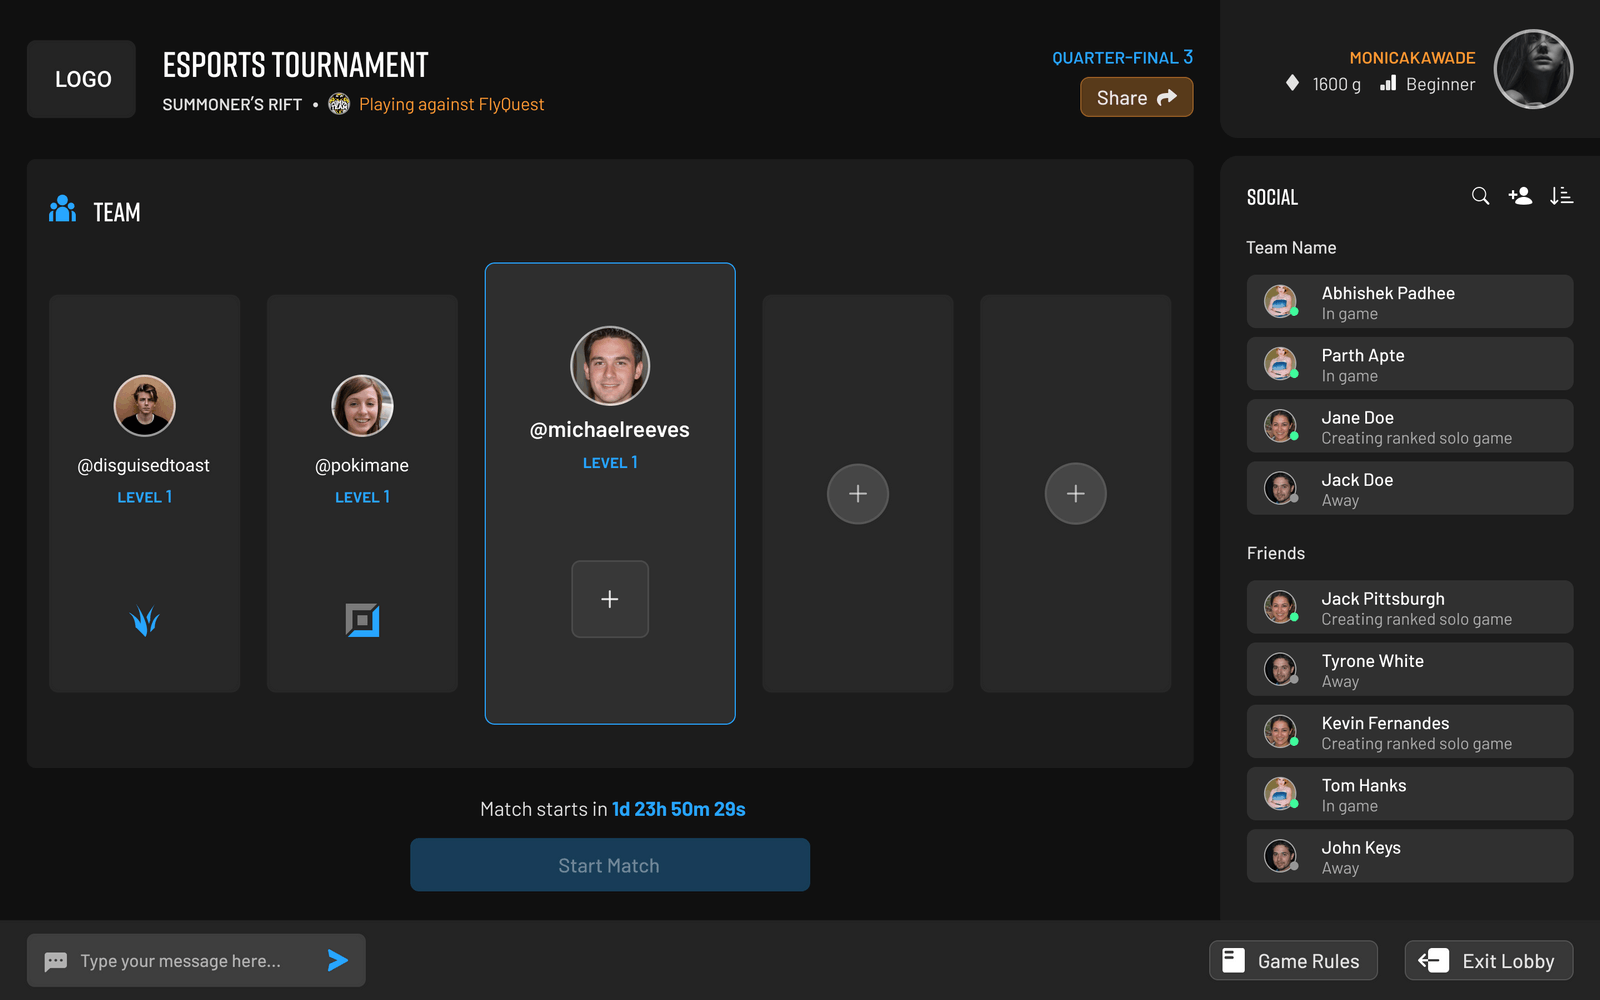 LOGO
ESPORTS TOURNAMENT
SUMMONER'S RIFT • Playing against FlyQuest
QUARTER-FINAL 3
Share
MONICAKAWADE
1600 g Beginner
TEAM
@disguisedtoast
LEVEL 1
@pokimane
LEVEL 1
@michaelreeves
LEVEL 1
Match starts in 1d 23h 50m 29s
Start Match
SOCIAL
Team Name
Abhishek Padhee
In game
Parth Apte
In game
Jane Doe
Creating ranked solo game
Jack Doe
Away
Friends
Jack Pittsburgh
Creating ranked solo game
Tyrone White
Away
Kevin Fernandes
Creating ranked solo game
Tom Hanks
In game
John Keys
Away
Type your message here...
Game Rules
Exit Lobby